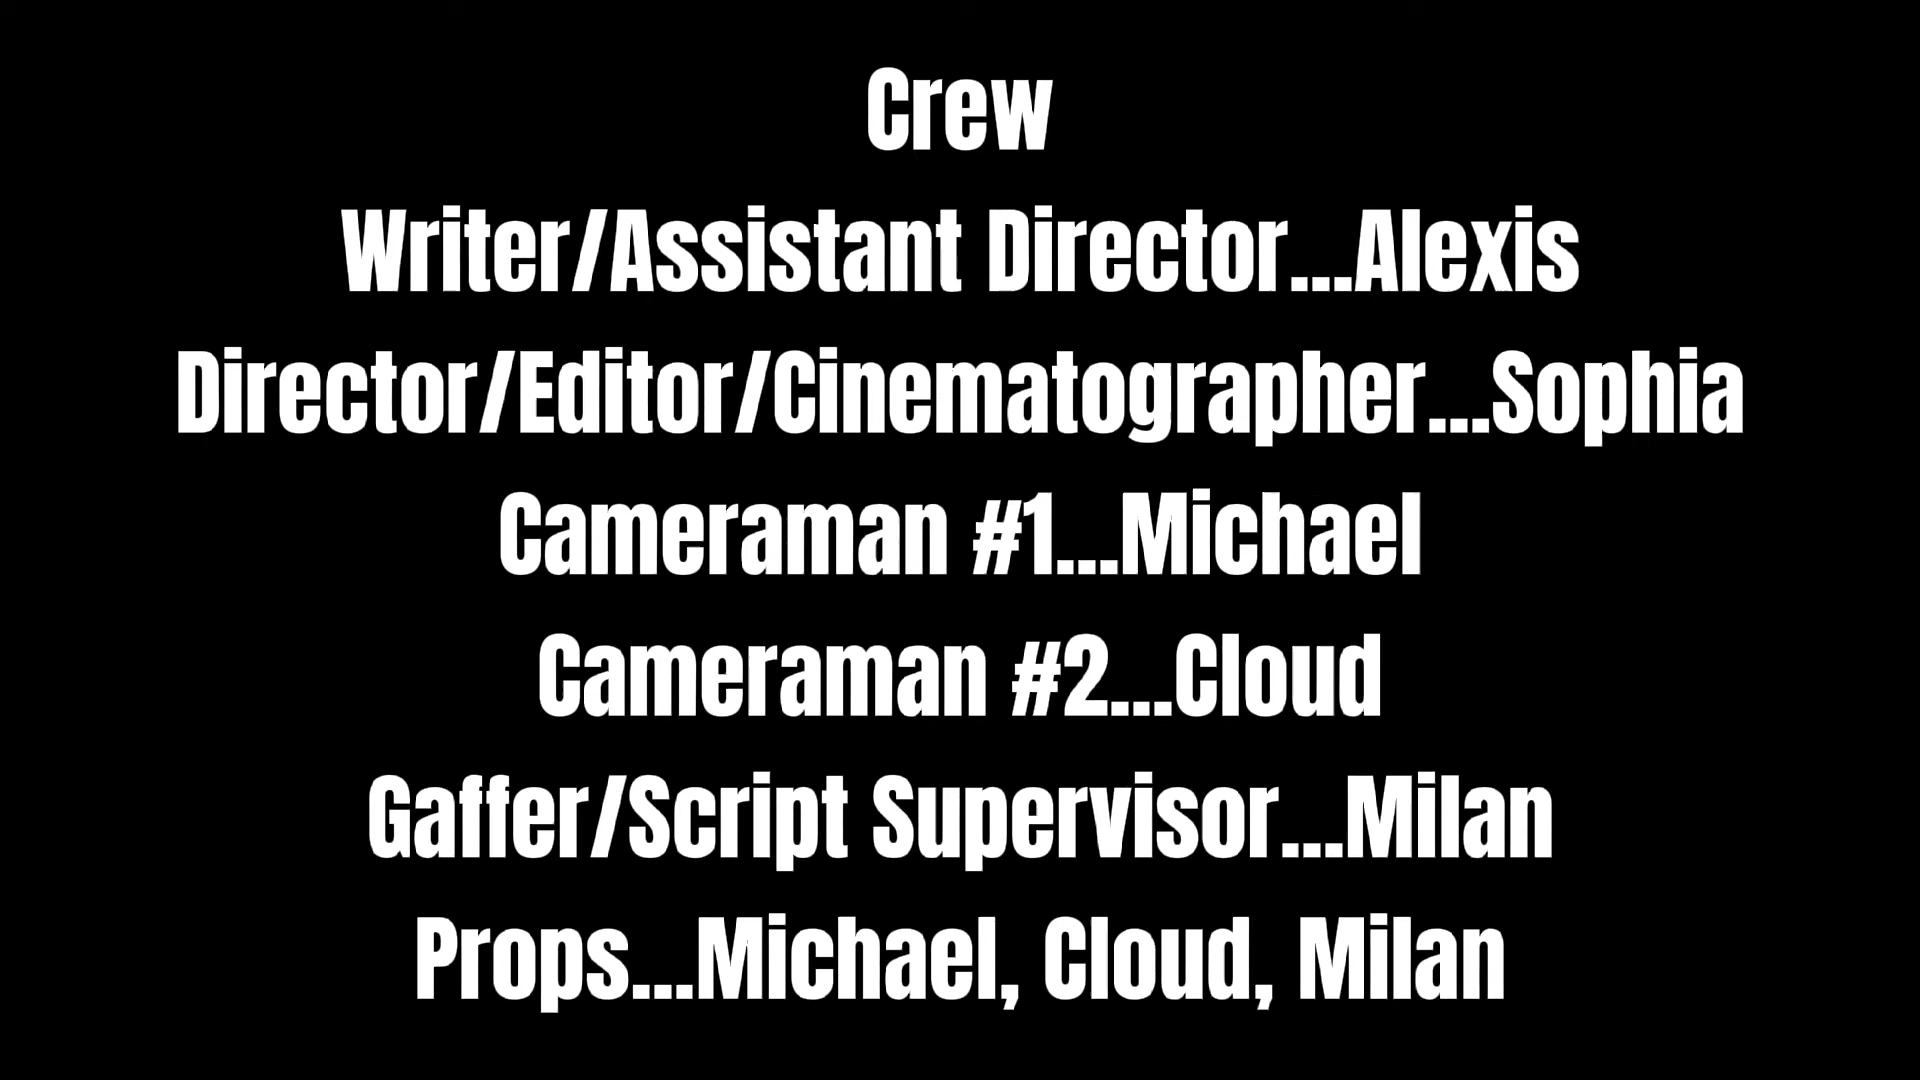 Crew
Writer/Assistant Director...Alexis
Director/Editor/Cinematographer...Sophia
Cameraman #1...Michael
Cameraman #2...Cloud
Gaffer/Script Supervisor...Milan
Props...Michael, Cloud, Milan